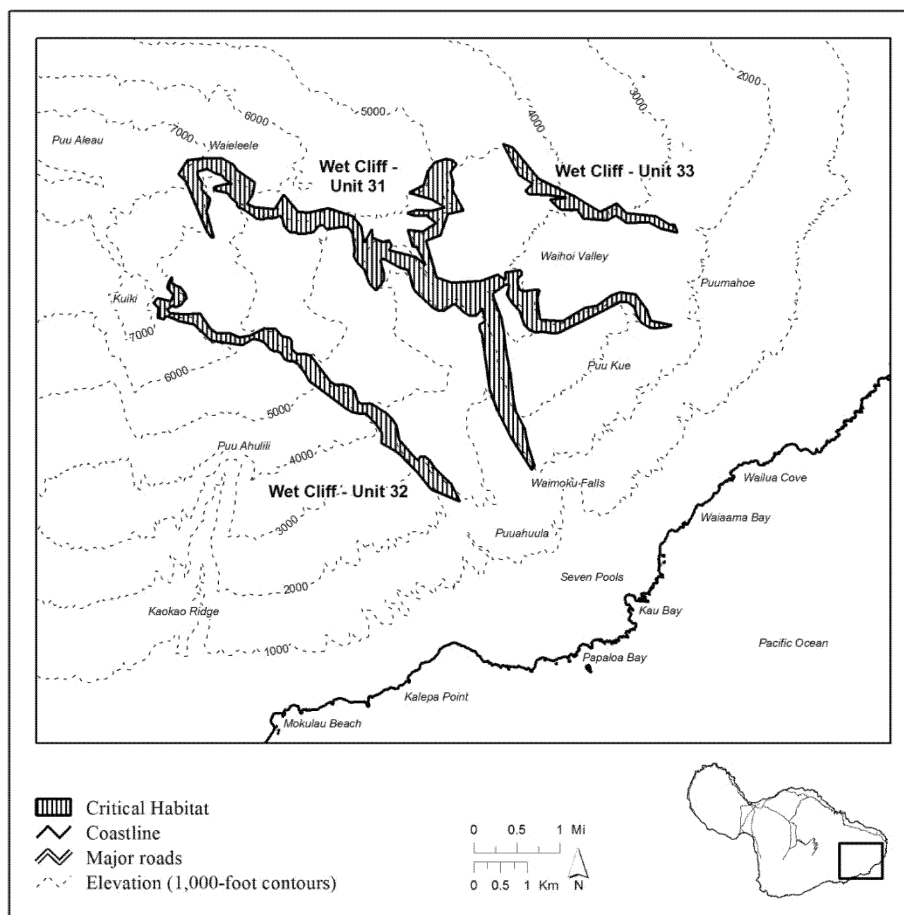 2000
3000
4000
5000
6000
7000
Puu Aleau
Waieleele
Wet Cliff -
Unit 31
Wet Cliff - Unit 33
Waihoi Valley
Puumahoe
Kuiki
7000
6000
5000
4000
3000
2000
1000
Puu Kue
Puu Ahulili
Wet Cliff - Unit 32
Waimoku Falls
Wailua Cove
Waiaama Bay
Puuahuula
Seven Pools
Kaokao Ridge
Kau Bay
Pacific Ocean
Papaloa Bay
Kalepa Point
Mokulau Beach
Critical Habitat
Coastline
Major roads
Elevation (1,000-foot contours)
0 0.5 1 Mi
0 0.5 1 Km
N